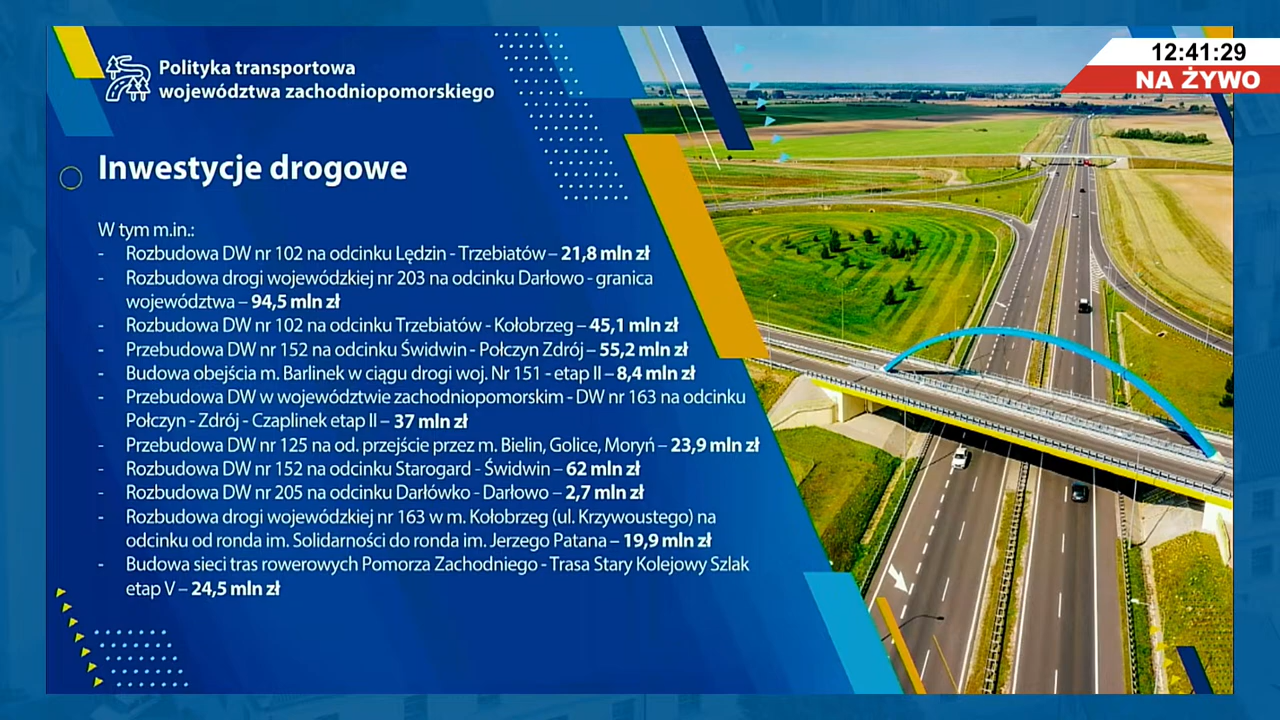 Polityka transportowa
województwa zachodniopomorskiego
12:41:29
NA ŻYWO
Inwestycje drogowe
W tym m.in.:
- Rozbudowa DW nr 102 na odcinku Lędzin - Trzebiatów – 21,8 mln zł
- Rozbudowa drogi wojewódzkiej nr 203 na odcinku Darłowo - granica
województwa – 94,5 mln zł
- Rozbudowa DW nr 102 na odcinku Trzebiatów - Kołobrzeg – 45,1 mln zł
- Przebudowa DW nr 152 na odcinku Świdwin - Połczyn Zdrój – 55,2 mln zł
- Budowa obejścia m. Barlinek w ciągu drogi woj. Nr 151 - etap II – 8,4 mln zł
- Przebudowa DW w województwie zachodniopomorskim - DW nr 163 na odcinku
Połczyn - Zdrój - Czaplinek etap II – 37 mln zł
- Przebudowa DW nr 125 na od. przejście przez m. Bielin, Golice, Moryń – 23,9 mln zł
- Rozbudowa DW nr 152 na odcinku Starogard - Świdwin – 62 mln zł
- Rozbudowa DW nr 205 na odcinku Darłówko - Darłowo – 2,7 mln zł
- Rozbudowa drogi wojewódzkiej nr 163 w m. Kołobrzeg (ul. Krzywoustego) na
odcinku od ronda im. Solidarności do ronda im. Jerzego Patana – 19,9 mln zł
- Budowa sieci tras rowerowych Pomorza Zachodniego - Trasa Stary Kolejowy Szlak
etap V – 24,5 mln zł